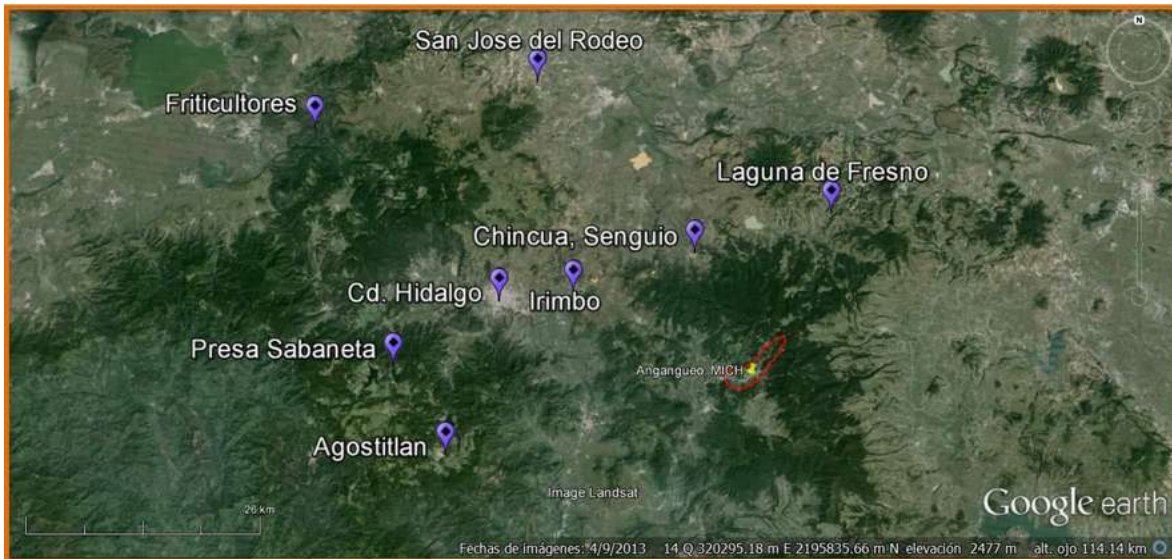 N
San Jose del Rodeo
Friticultores
Laguna de Fresno
Chincua, Senguio
Cd. Hidalgo
Irimbo
Presa Sabaneta
Angangueo, MICH
Agostitlan
Image Landsat
Google earth
26 km
Fechas de imágenes: 4/9/2013 14 Q 320295.18 m E 2195835.66 m N elevación 2477 m alt. ojo 114.14 km